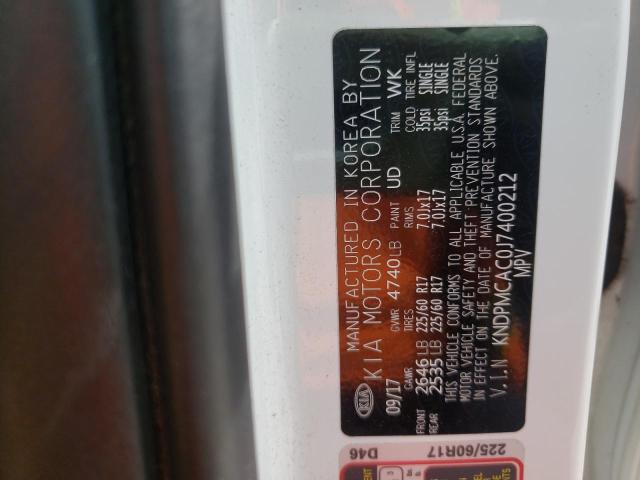 KIA
MANUFACTURED IN KOREA BY
KIA MOTORS CORPORATION
09/17 GVWR 4740LB PAINT UD TRIM WK
GAWR TIRES RIMS COLD TIRE INFL
FRONT 2646LB 225/60 R17 7.0Jx17 35psi SINGLE
REAR 2535LB 225/60 R17 7.0Jx17 35psi SINGLE
THIS VEHICLE CONFORMS TO ALL APPLICABLE U.S.A. FEDERAL
MOTOR VEHICLE SAFETY AND THEFT PREVENTION STANDARDS
IN EFFECT ON THE DATE OF MANUFACTURE SHOWN ABOVE.
V.I.N KNDPMCAC0J7400212
MPV
D46
225/60R17